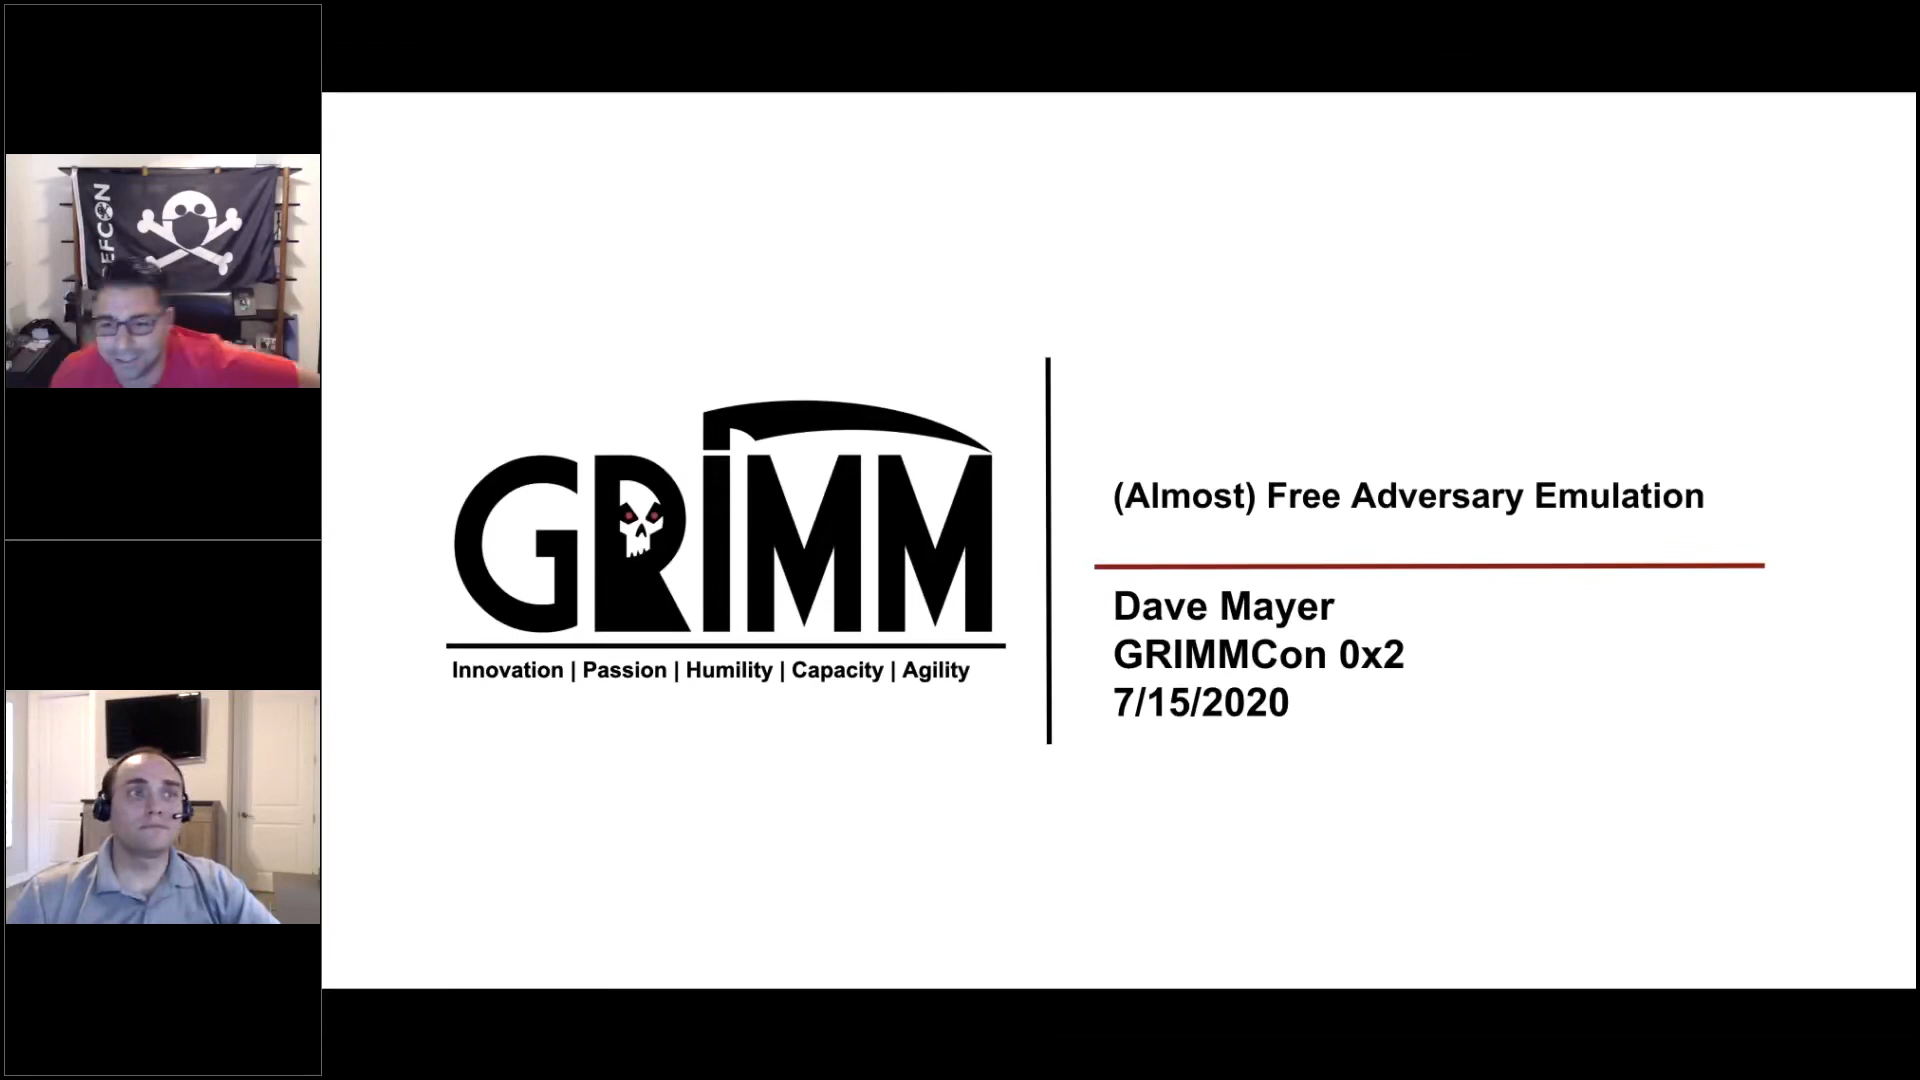 EFCON
GRIMM
Innovation | Passion | Humility | Capacity | Agility
(Almost) Free Adversary Emulation
Dave Mayer
GRIMMCon 0x2
7/15/2020